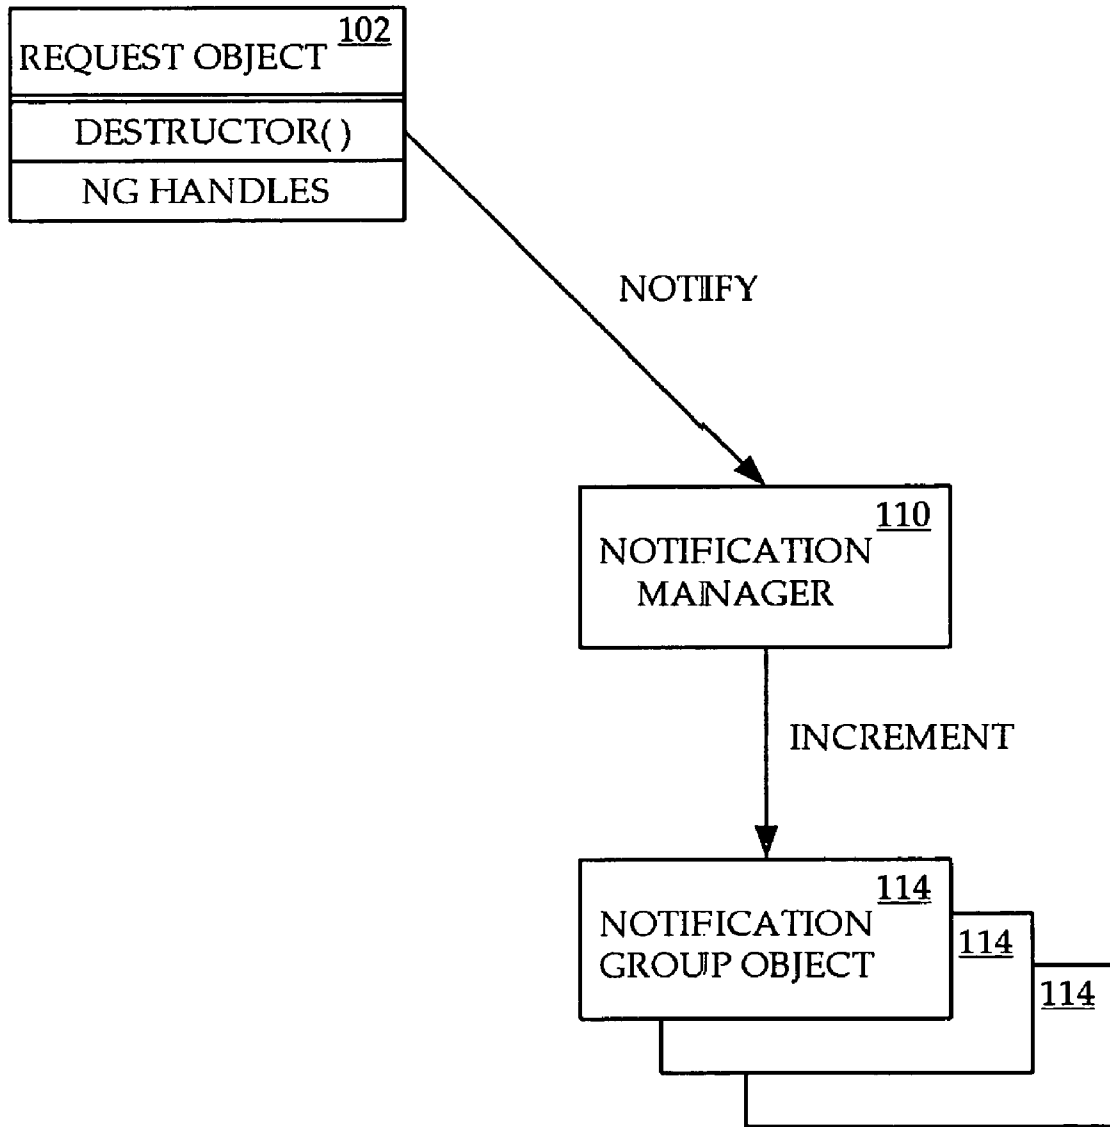 102
REQUEST OBJECT
DESTRUCTOR( )
NG HANDLES
NOTIFY
110
NOTIFICATION
MANAGER
INCREMENT
114
NOTIFICATION
GROUP OBJECT
114
114